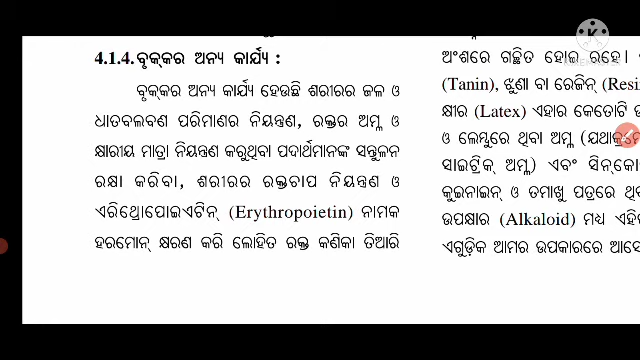 4.1.4. ବୃକ୍‌କର ଅନ୍ୟ କାର୍ଯ୍ୟ :
ବୃକ୍‌କର ଅନ୍ୟ କାର୍ଯ୍ୟ ହେଉଛି ଶରୀରର ଜଳ ଓ
ଧାତବଲବଣ ପରିମାଣର ନିୟନ୍ତ୍ରଣ, ରକ୍ତର ଅମ୍ଳ ଓ
କ୍ଷାରୀୟ ମାତ୍ରା ନିୟନ୍ତ୍ରଣ କରୁଥିବା ପଦାର୍ଥମାନଙ୍କ ସନ୍ତୁଳନ
ରକ୍ଷା କରିବା, ଶରୀରର ରକ୍ତଚାପ ନିୟନ୍ତ୍ରଣ ଓ
ଏରିଥ୍ରୋପୋଇଏଟିନ୍ (Erythropoietin) ନାମକ
ହରମୋନ୍ କ୍ଷରଣ କରି ଲୋହିତ ରକ୍ତ କଣିକା ତିଆରି
ଅଂଶରେ ଗଚ୍ଛିତ ହୋଇ ରହେ।
(Tanin), ଝୁଣା ବା ରେଜିନ୍ (Resi
କ୍ଷୀର (Latex) ଏହାର କେତୋଟି
ଓ ଲେମ୍ବୁରେ ଥିବା ଅମ୍ଳ
ସାଇଟ୍ରିକ୍ ଅମ୍ଳ) ଏବଂ ସିନ୍‌କୋ
କୁଇନାଇନ୍ ଓ ତମାଖୁ ପତ୍ରରେ ଥି
ଉପକ୍ଷାର (Alkaloid) ମଧ୍ୟ ଏହି
ଏଗୁଡ଼ିକ ଆମର ଉପକାରରେ ଆସେ